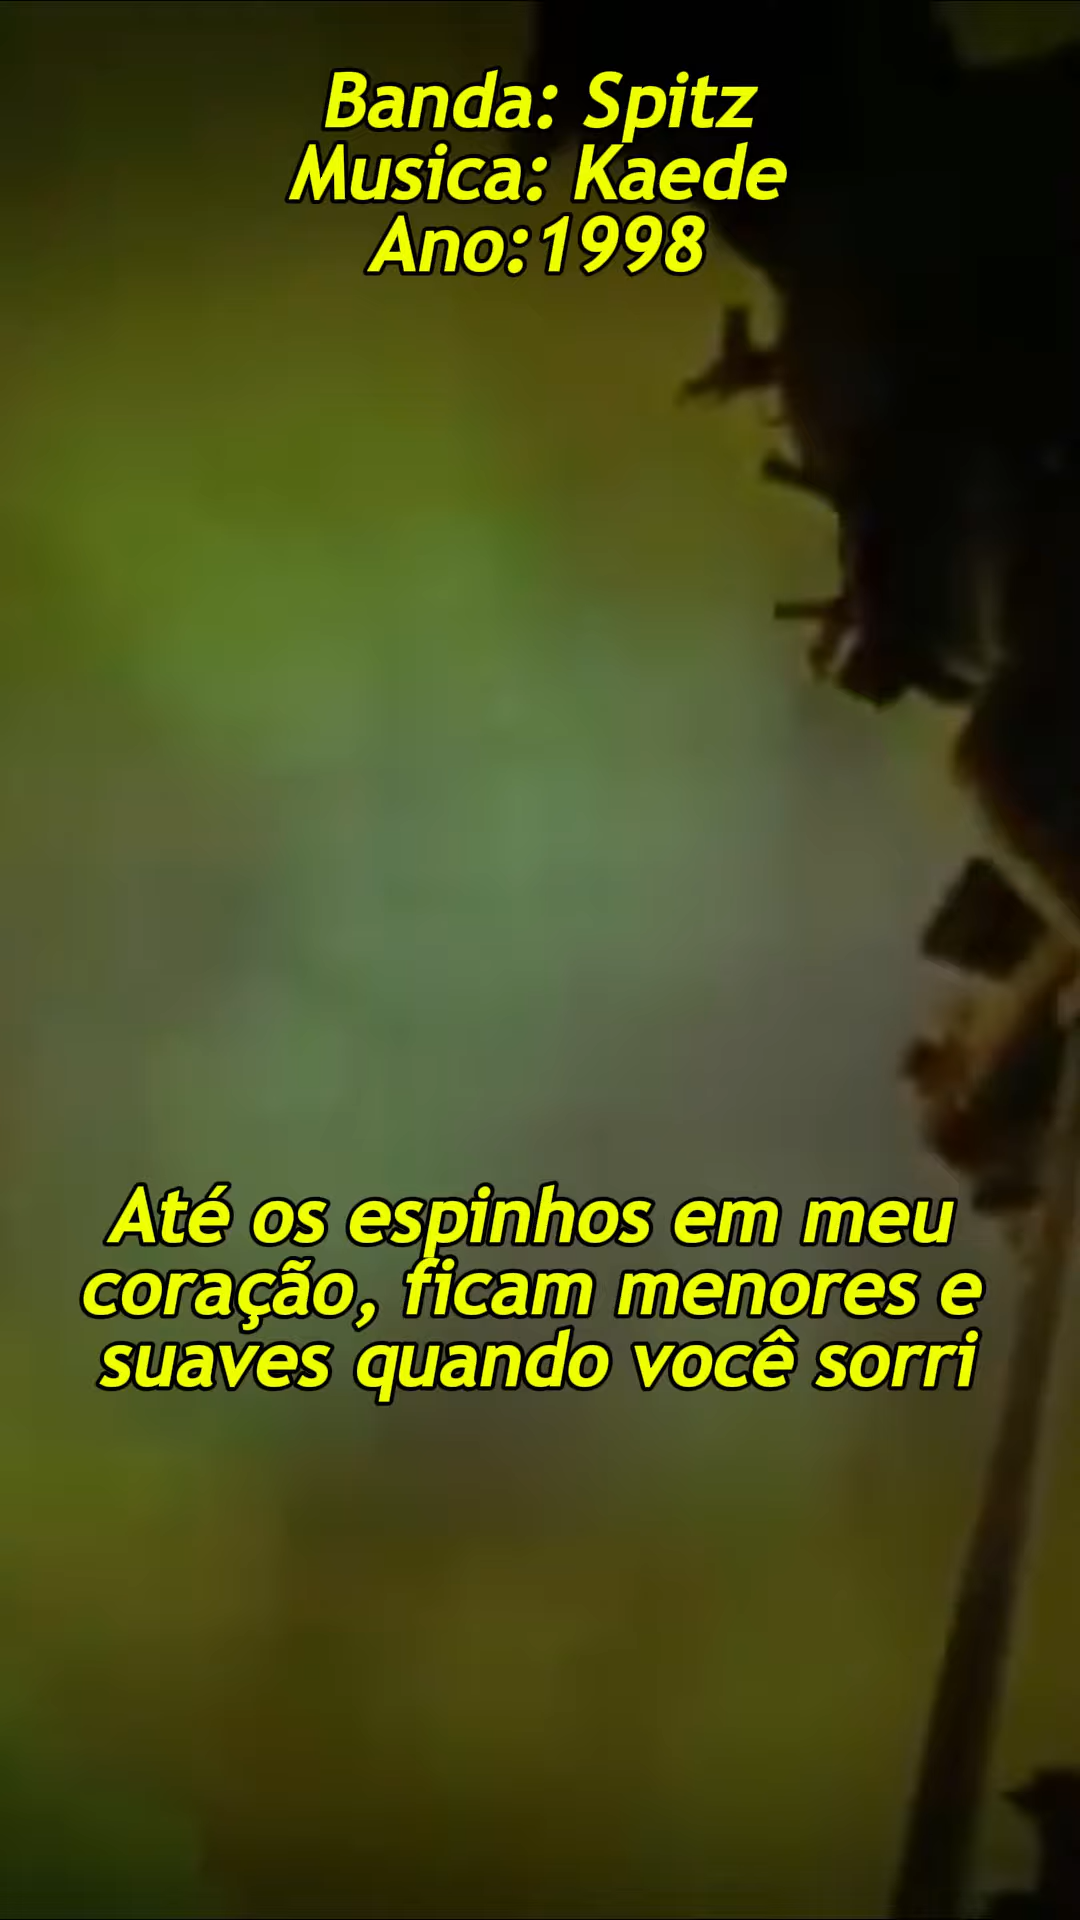 Banda: Spitz
Musica: Kaede
Ano:1998
Até os espinhos em meu
coração, ficam menores e
suaves quando você sorri